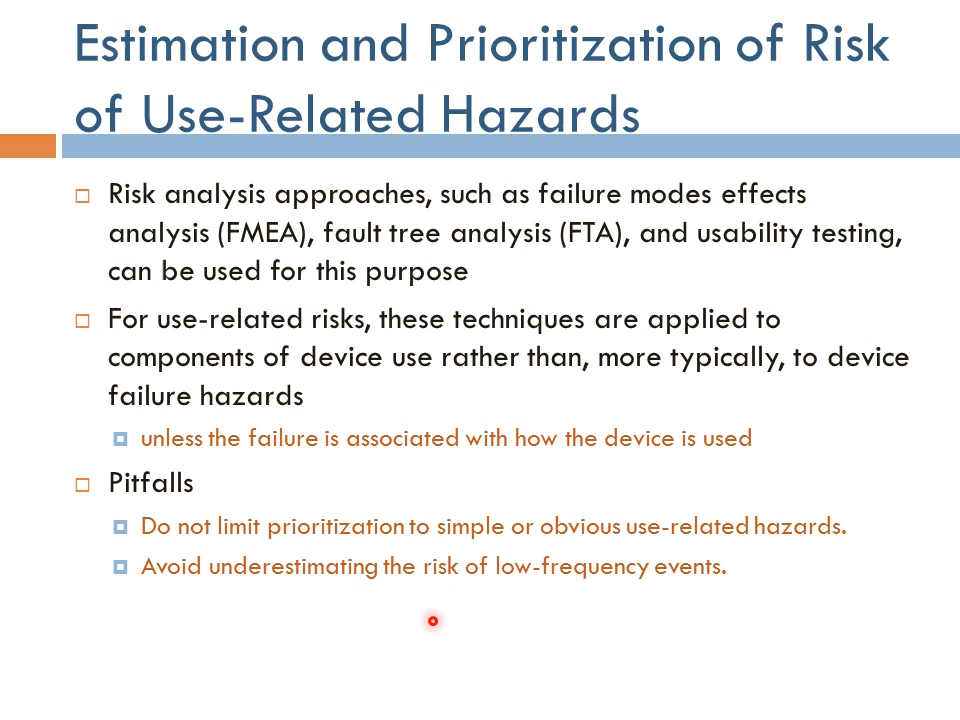 Estimation and Prioritization of Risk
of Use-Related Hazards
Risk analysis approaches, such as failure modes effects
analysis (FMEA), fault tree analysis (FTA), and usability testing,
can be used for this purpose
For use-related risks, these techniques are applied to
components of device use rather than, more typically, to device
failure hazards
unless the failure is associated with how the device is used
Pitfalls
Do not limit prioritization to simple or obvious use-related hazards.
Avoid underestimating the risk of low-frequency events.